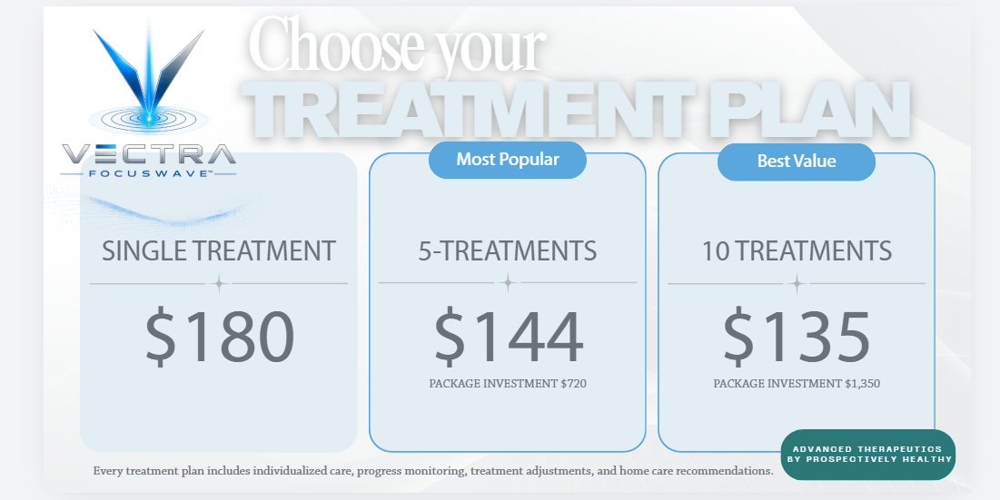 Choose your
TREATMENT PLAN
VECTRA
FOCUSWAVE™
Most Popular
Best Value
SINGLE TREATMENT
$180
5-TREATMENTS
$144
PACKAGE INVESTMENT $720
10 TREATMENTS
$135
PACKAGE INVESTMENT $1,350
Every treatment plan includes individualized care, progress monitoring, treatment adjustments, and home care recommendations.
ADVANCED THERAPEUTICS
BY PROSPECTIVELY HEALTHY